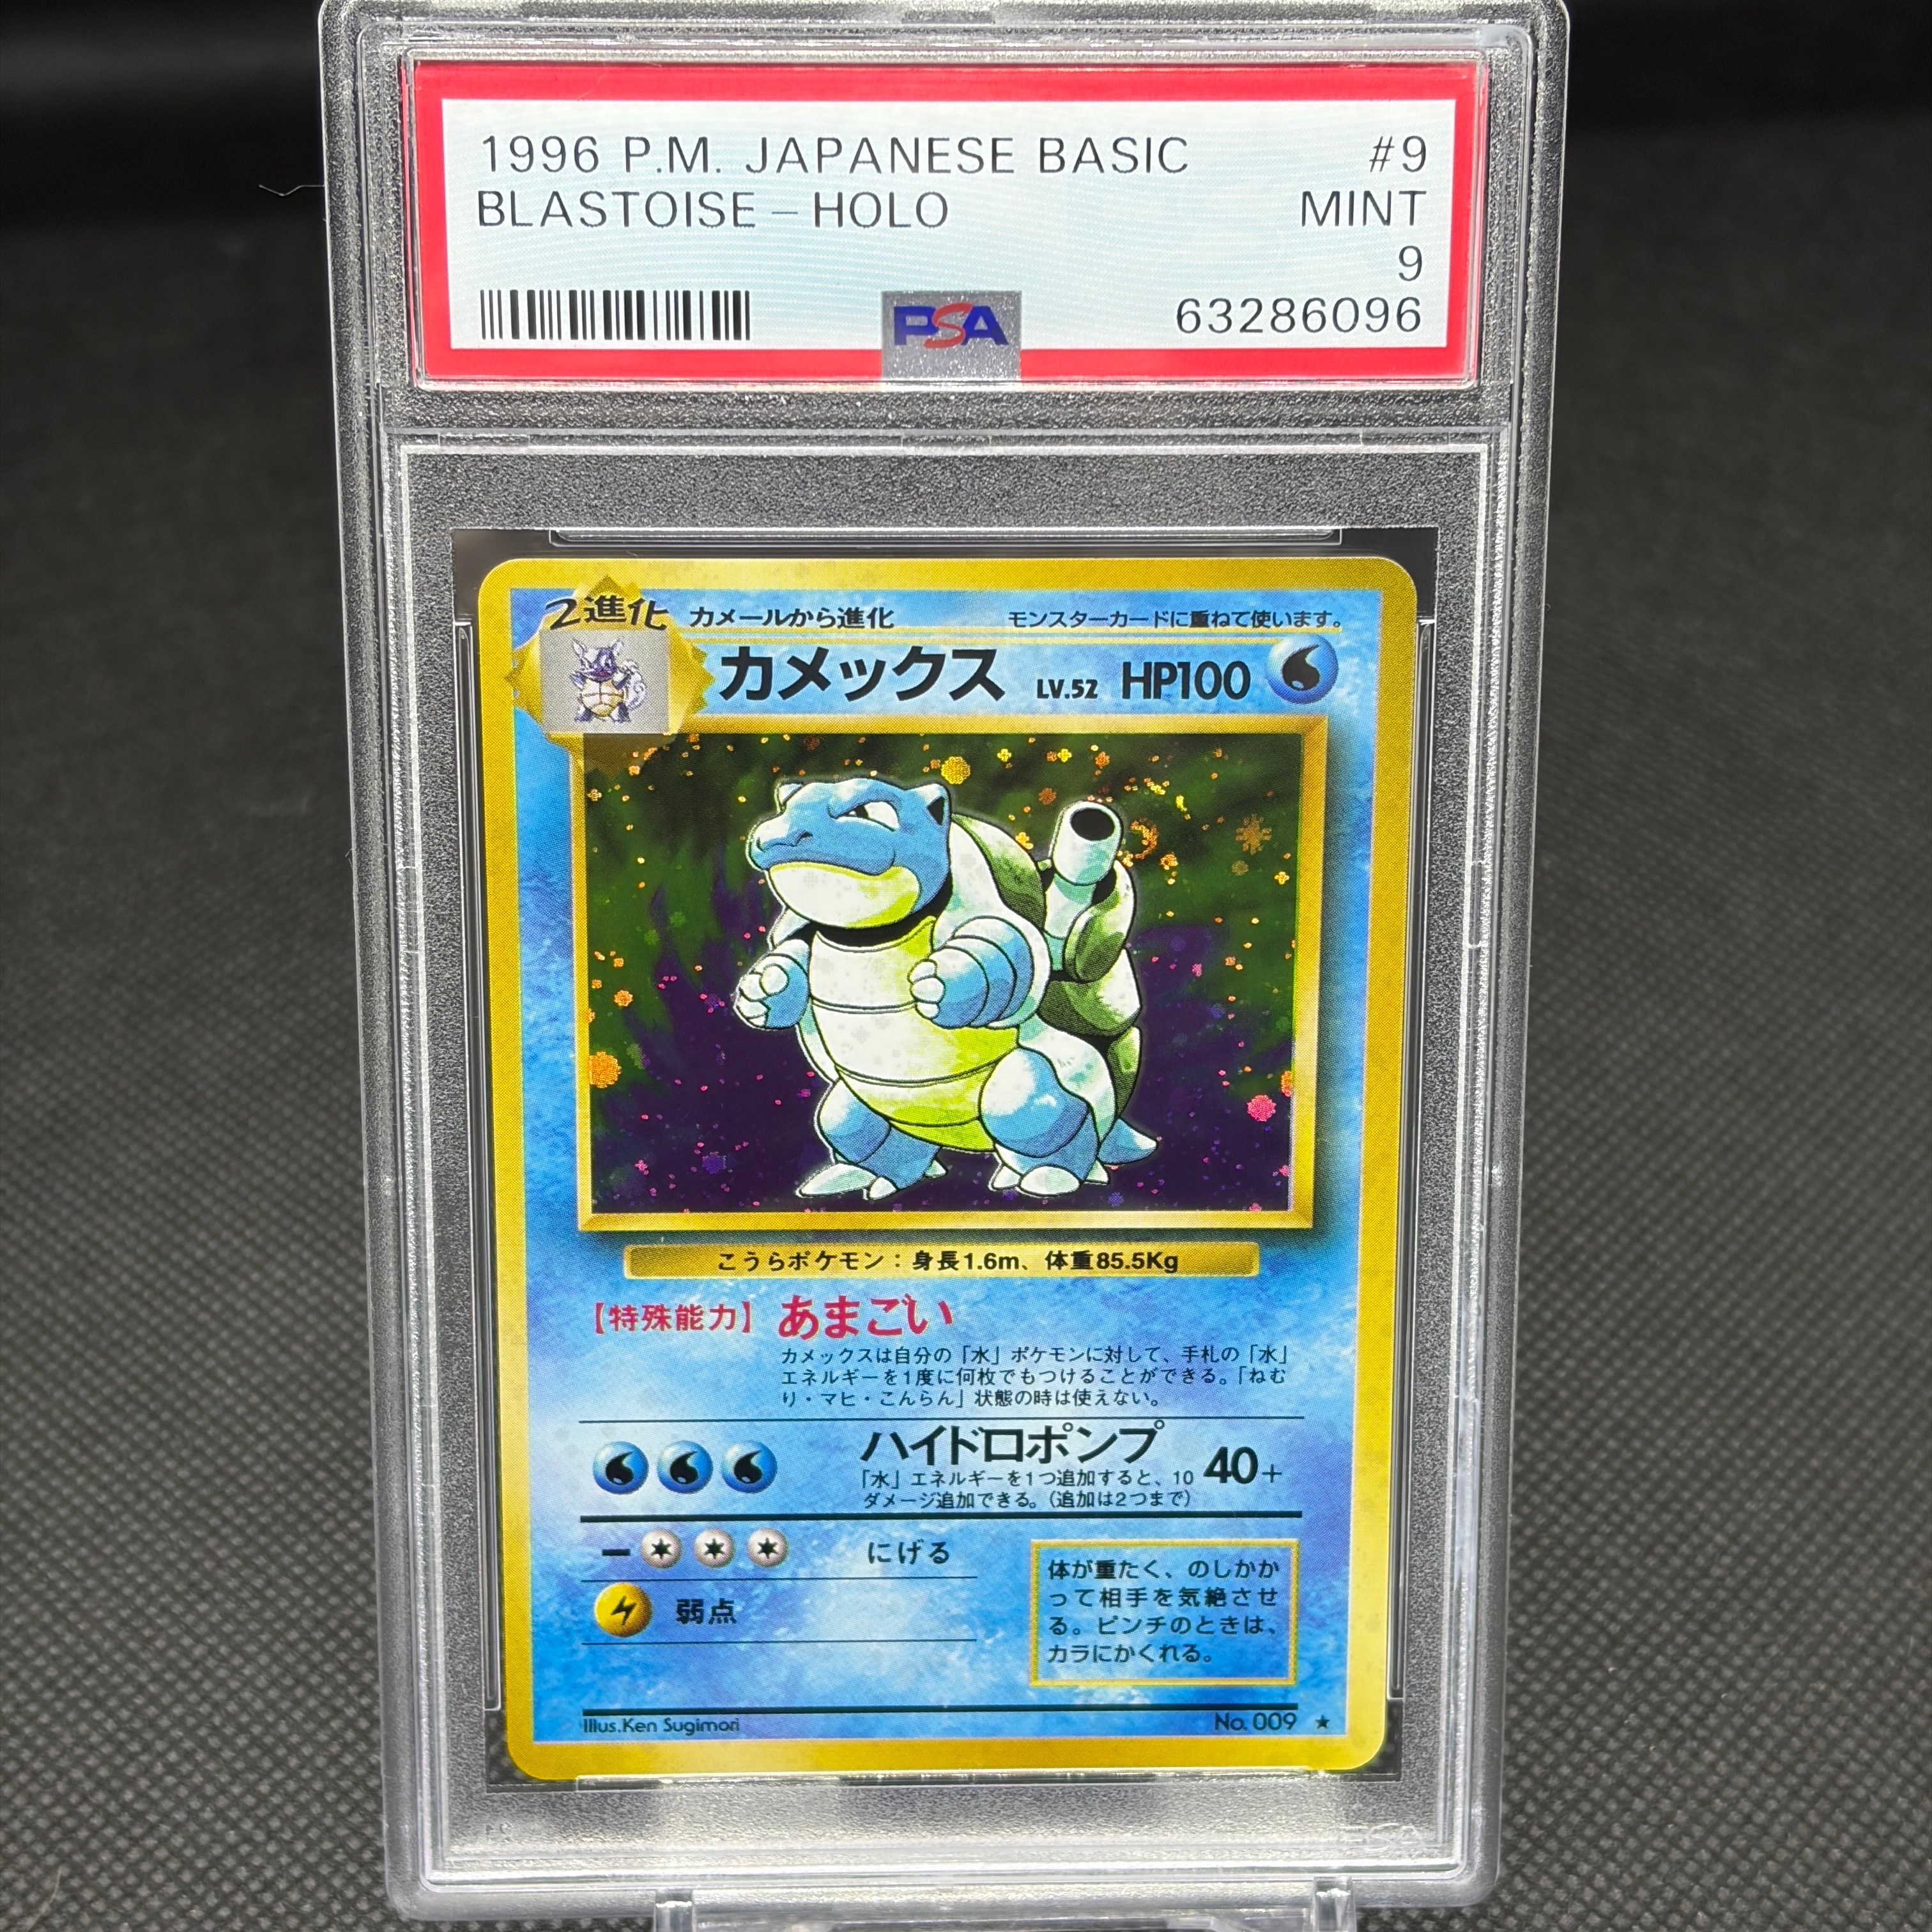 1996 P.M. JAPANESE BASIC #9
BLASTOISE - HOLO MINT
9
PSA 63286096
2進化 カメールから進化 モンスターカードに重ねて使います。
カメックス LV.52 HP100
こうらポケモン:身長1.6m、体重85.5Kg
【特殊能力】あまごい
カメックスは自分の「水」ポケモンに対して、手札の「水」
エネルギーを1度に何枚でもつけることができる。「ねむ
り・マヒ・こんらん」状態の時は使えない。
ハイドロポンプ 40+
「水」エネルギーを1つ追加すると、10
ダメージ追加できる。(追加は2つまで)
にげる
弱点
体が重たく、のしかか
って相手を気絶させ
る。ピンチのときは、
カラにかくれる。
Illus.Ken Sugimori No.009 ★